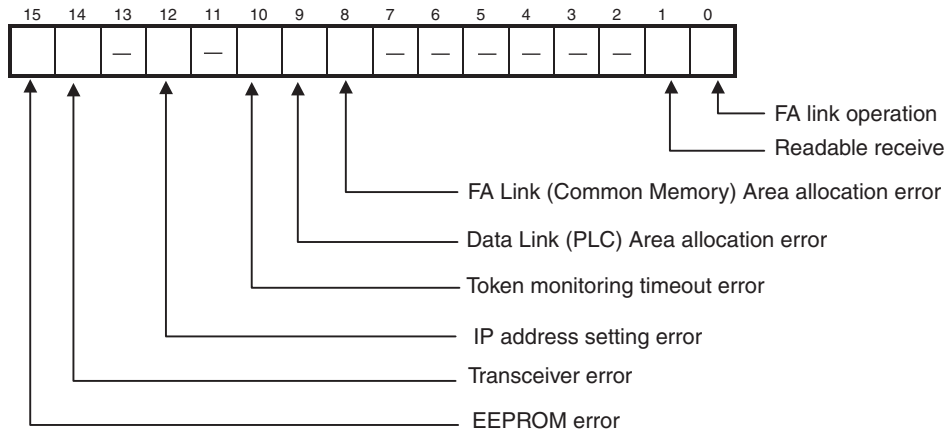 15 14 13 12 11 10 9 8 7 6 5 4 3 2 1 0
— — — — — — — —
FA link operation
Readable receive
FA Link (Common Memory) Area allocation error
Data Link (PLC) Area allocation error
Token monitoring timeout error
IP address setting error
Transceiver error
EEPROM error